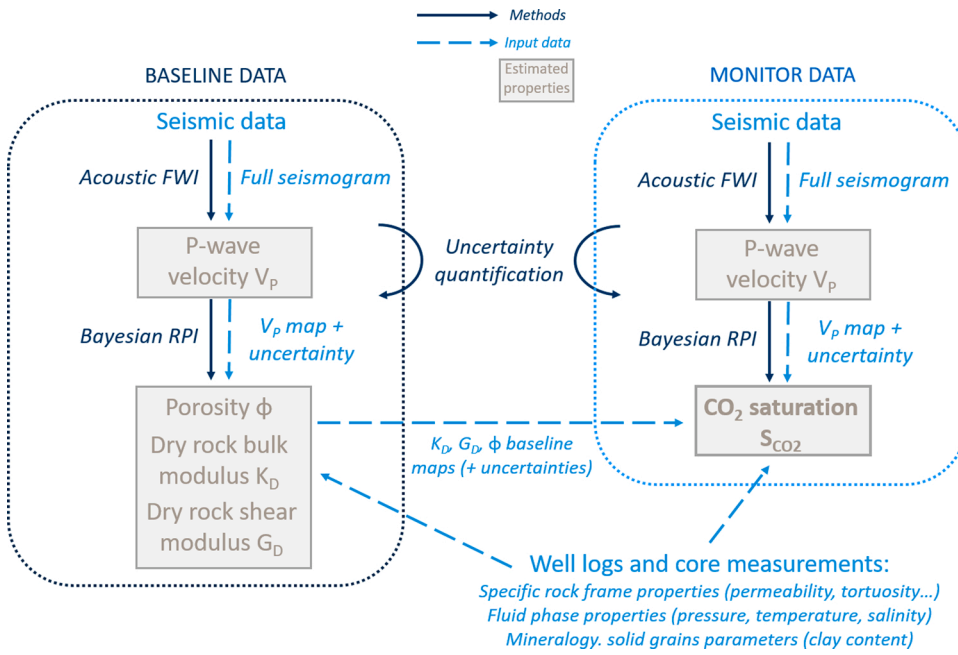 Methods
Input data
Estimated
properties
BASELINE DATA
Seismic data
Acoustic FWI
Full seismogram
P-wave
velocity VP
Bayesian RPI
VP map +
uncertainty
Porosity ϕ
Dry rock bulk
modulus KD
Dry rock shear
modulus GD
Uncertainty
quantification
MONITOR DATA
Seismic data
Acoustic FWI
Full seismogram
P-wave
velocity VP
Bayesian RPI
VP map +
uncertainty
CO2 saturation
SCO2
KD, GD, ϕ baseline
maps (+ uncertainties)
Well logs and core measurements:
Specific rock frame properties (permeability, tortuosity...)
Fluid phase properties (pressure, temperature, salinity)
Mineralogy. solid grains parameters (clay content)